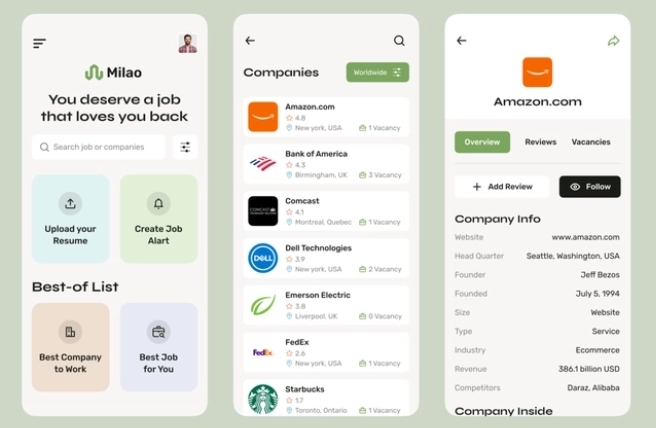 Milao
You deserve a job
that loves you back
Search job or companies
Upload your
Resume
Create Job
Alart
Best-of List
Best Company
to Work
Best Job
for You
Companies
Worldwide
Amazon.com
4.8
New york, USA
1 Vacancy
Bank of America
4.3
Birmingham, UK
3 Vacancy
COMCAST
Comcast
4.1
Montreal, Quebec
1 Vacancy
DELL
Dell Technologies
3.9
New york, USA
2 Vacancy
Emerson Electric
3.8
Liverpool, UK
0 Vacancy
FedEx
FedEx
2.6
New york, USA
1 Vacancy
Starbucks
1.7
Toronto, Ontario
1 Vacancy
Amazon.com
Overview
Reviews
Vacancies
Add Review
Follow
Company Info
Website
www.amazon.com
Head Quarter
Seattle, Washington, USA
Founder
Jeff Bezos
Founded
July 5, 1994
Size
Website
Type
Service
Industry
Ecommerce
Revenue
386.1 billion USD
Competitors
Daraz, Alibaba
Company Inside